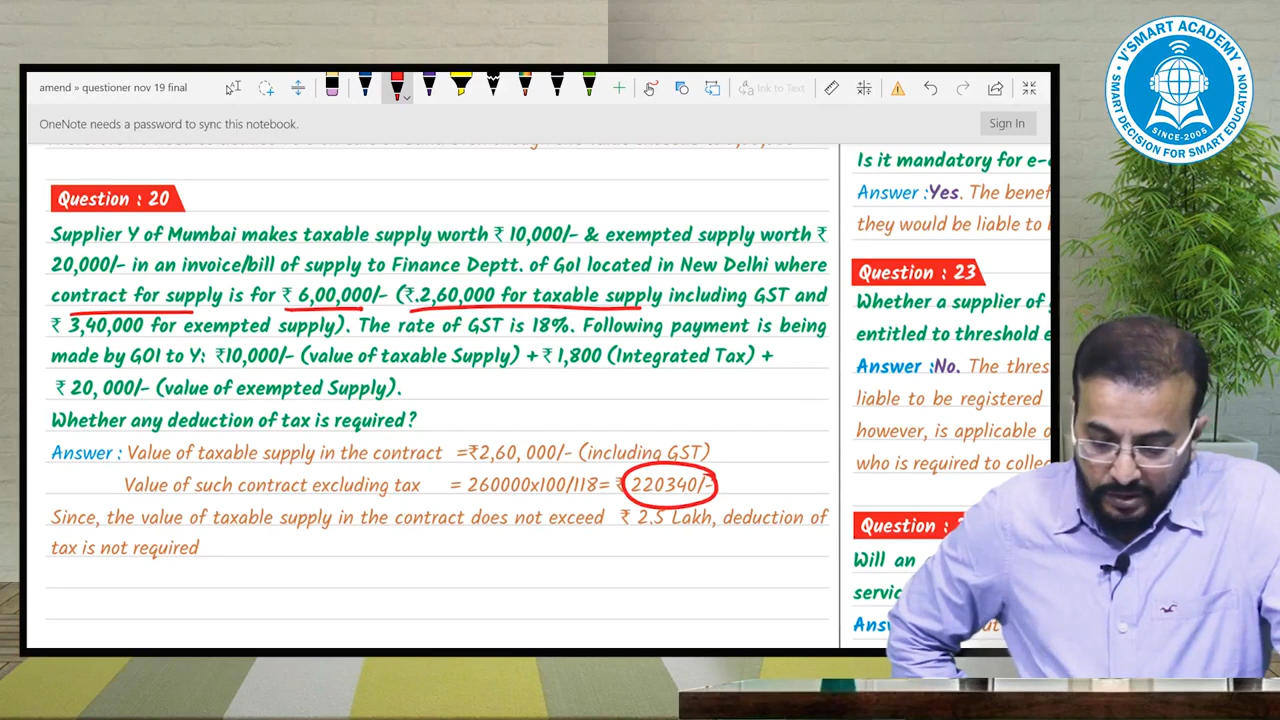 V'SMART ACADEMY
SMART DECISION FOR SMART EDUCATION
SINCE-2005
amend » questioner nov 19 final
Ink to Text
OneNote needs a password to sync this notebook.
Sign In
Question : 20
Supplier Y of Mumbai makes taxable supply worth ₹ 10,000/- & exempted supply worth ₹
20,000/- in an invoice/bill of supply to Finance Deptt. of GoI located in New Delhi where
contract for supply is for ₹ 6,00,000/- (₹.2,60,000 for taxable supply including GST and
₹ 3,40,000 for exempted supply). The rate of GST is 18%. Following payment is being
made by GOI to Y: ₹10,000/- (value of taxable Supply) + ₹ 1,800 (Integrated Tax) +
₹ 20, 000/- (value of exempted Supply).
Whether any deduction of tax is required?
Answer : Value of taxable supply in the contract =₹2,60, 000/- (including GST)
Value of such contract excluding tax = 260000x100/118= ₹ 220340/-
Since, the value of taxable supply in the contract does not exceed ₹ 2.5 Lakh, deduction of
tax is not required
Is it mandatory for e-
Answer :Yes. The benef
they would be liable to
Question : 23
Whether a supplier of
entitled to threshold e
Answer :No. The thres
liable to be registered
however, is applicable o
who is required to collec
Question :
Will an
servic
Ans